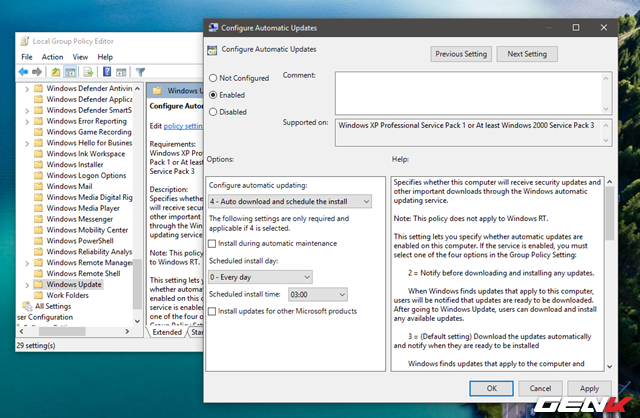 Local Group Policy Editor
File Action View Help
Windows Defender Antivir
Windows Defender Applica
Windows Defender SmartS
Windows Error Reporting
Windows Game Recording
Windows Hello for Business
Windows Ink Workspace
Windows Installer
Windows Logon Options
Windows Mail
Windows Media Digital Rig
Windows Media Player
Windows Messenger
Windows Mobility Center
Windows PowerShell
Windows Reliability Analys
Windows Remote Manager
Windows Remote Shell
Windows Update
Work Folders
All Settings
ser Configuration
29 setting(s)
Windows U
Configure Auto
Edit policy settin
Requirements:
Windows XP Prof
Pack 1 or At least
Service Pack 3
Description:
Specifies whether
will receive securi
other important
through the Wind
updating service.
Note: This policy
to Windows RT.
This setting lets y
whether automati
enabled on this c
service is enabled
one of the four o
Extended Stan
Configure Automatic Updates
Configure Automatic Updates
Previous Setting
Next Setting
Not Configured
Enabled
Disabled
Comment:
Supported on:
Windows XP Professional Service Pack 1 or At least Windows 2000 Service Pack 3
Options:
Help:
Configure automatic updating:
4 - Auto download and schedule the install
The following settings are only required and
applicable if 4 is selected.
Install during automatic maintenance
Scheduled install day:
0 - Every day
Scheduled install time: 03:00
Install updates for other Microsoft products
Specifies whether this computer will receive security updates and
other important downloads through the Windows automatic
updating service.
Note: This policy does not apply to Windows RT.
This setting lets you specify whether automatic updates are
enabled on this computer. If the service is enabled, you must
select one of the four options in the Group Policy Setting:
2 = Notify before downloading and installing any updates.
When Windows finds updates that apply to this computer,
users will be notified that updates are ready to be downloaded.
After going to Windows Update, users can download and install
any available updates.
3 = (Default setting) Download the updates automatically
and notify when they are ready to be installed
Windows finds updates that apply to the computer and
OK
Cancel
Apply
GENK